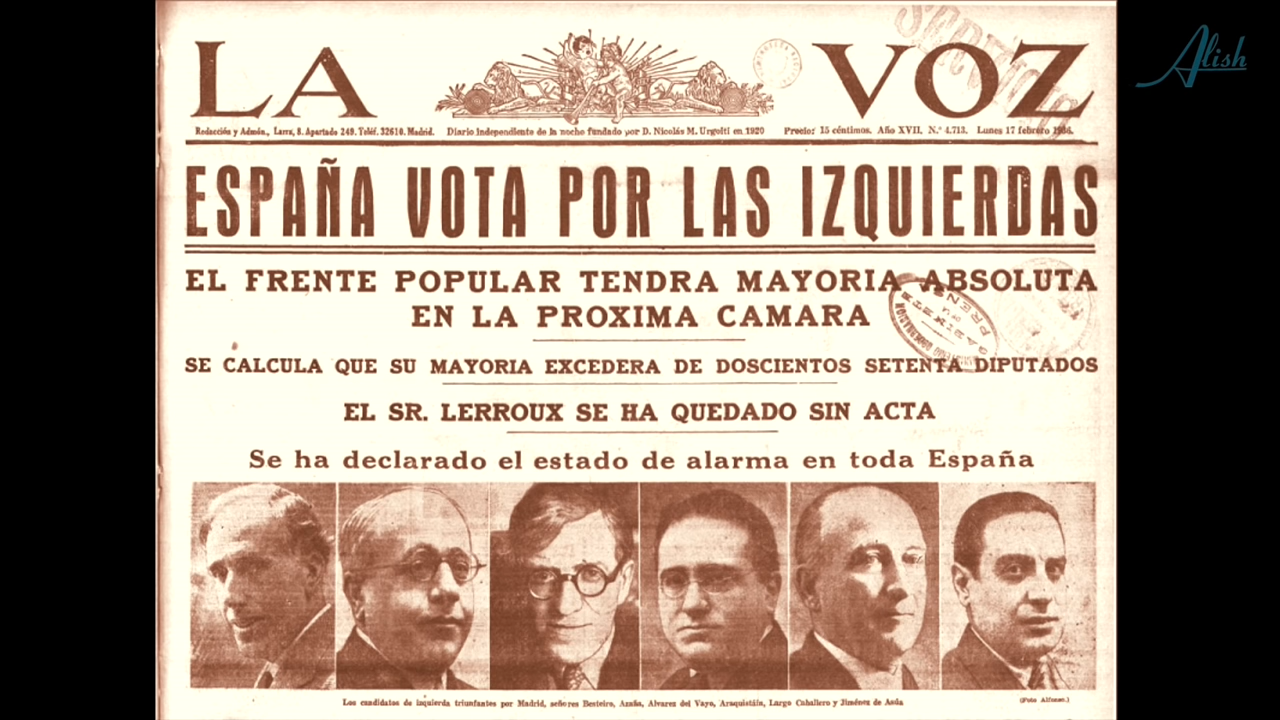 Alish
LA VOZ
Redacción y Admón., Larra, 8. Apartado 249. Teléf. 32610. Madrid. Diario independiente de la noche fundado por D. Nicolás M. Urgoiti en 1920 Precio: 15 céntimos. Año XVII. N.º 4.713. Lunes 17 febrero 1936.
ESPAÑA VOTA POR LAS IZQUIERDAS
EL FRENTE POPULAR TENDRA MAYORIA ABSOLUTA
EN LA PROXIMA CAMARA
SE CALCULA QUE SU MAYORIA EXCEDERA DE DOSCIENTOS SETENTA DIPUTADOS
EL SR. LERROUX SE HA QUEDADO SIN ACTA
Se ha declarado el estado de alarma en toda España
Los candidatos de izquierda triunfantes por Madrid, señores Besteiro, Azaña, Alvarez del Vayo, Araquistáin, Largo Caballero y Jiménez de Asúa (Foto Alfonso.)